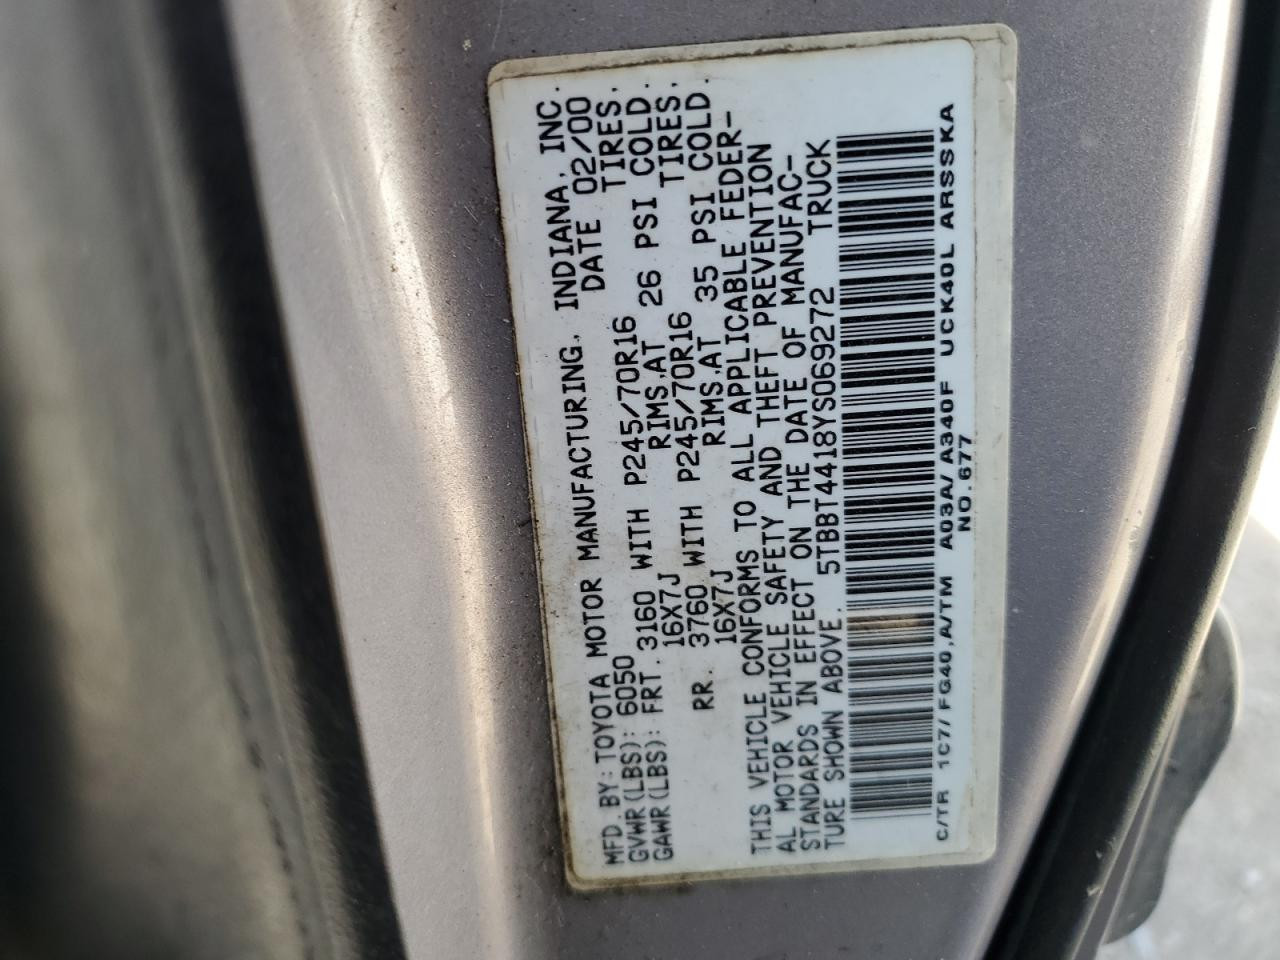 MFD. BY: TOYOTA MOTOR MANUFACTURING, INDIANA, INC.
GVWR(LBS): 6050 DATE 02/00
GAWR(LBS): FRT. 3160 WITH P245/70R16 TIRES,
16X7J RIMS, AT 26 PSI COLD.
RR. 3760 WITH P245/70R16 TIRES,
16X7J RIMS, AT 35 PSI COLD.
THIS VEHICLE CONFORMS TO ALL APPLICABLE FEDER-
AL MOTOR VEHICLE SAFETY AND THEFT PREVENTION
STANDARDS IN EFFECT ON THE DATE OF MANUFAC-
TURE SHOWN ABOVE. 5TBBT4418YS069272 TRUCK
C/TR 1C7/ FG40,A/TM A03A/ A340F UCK40L ARSSKA
NO.677